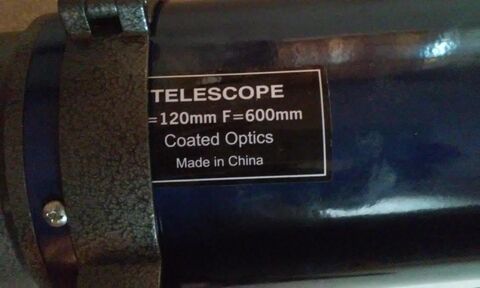 TELESCOPE
=120mm F=600mm
Coated Optics
Made in China